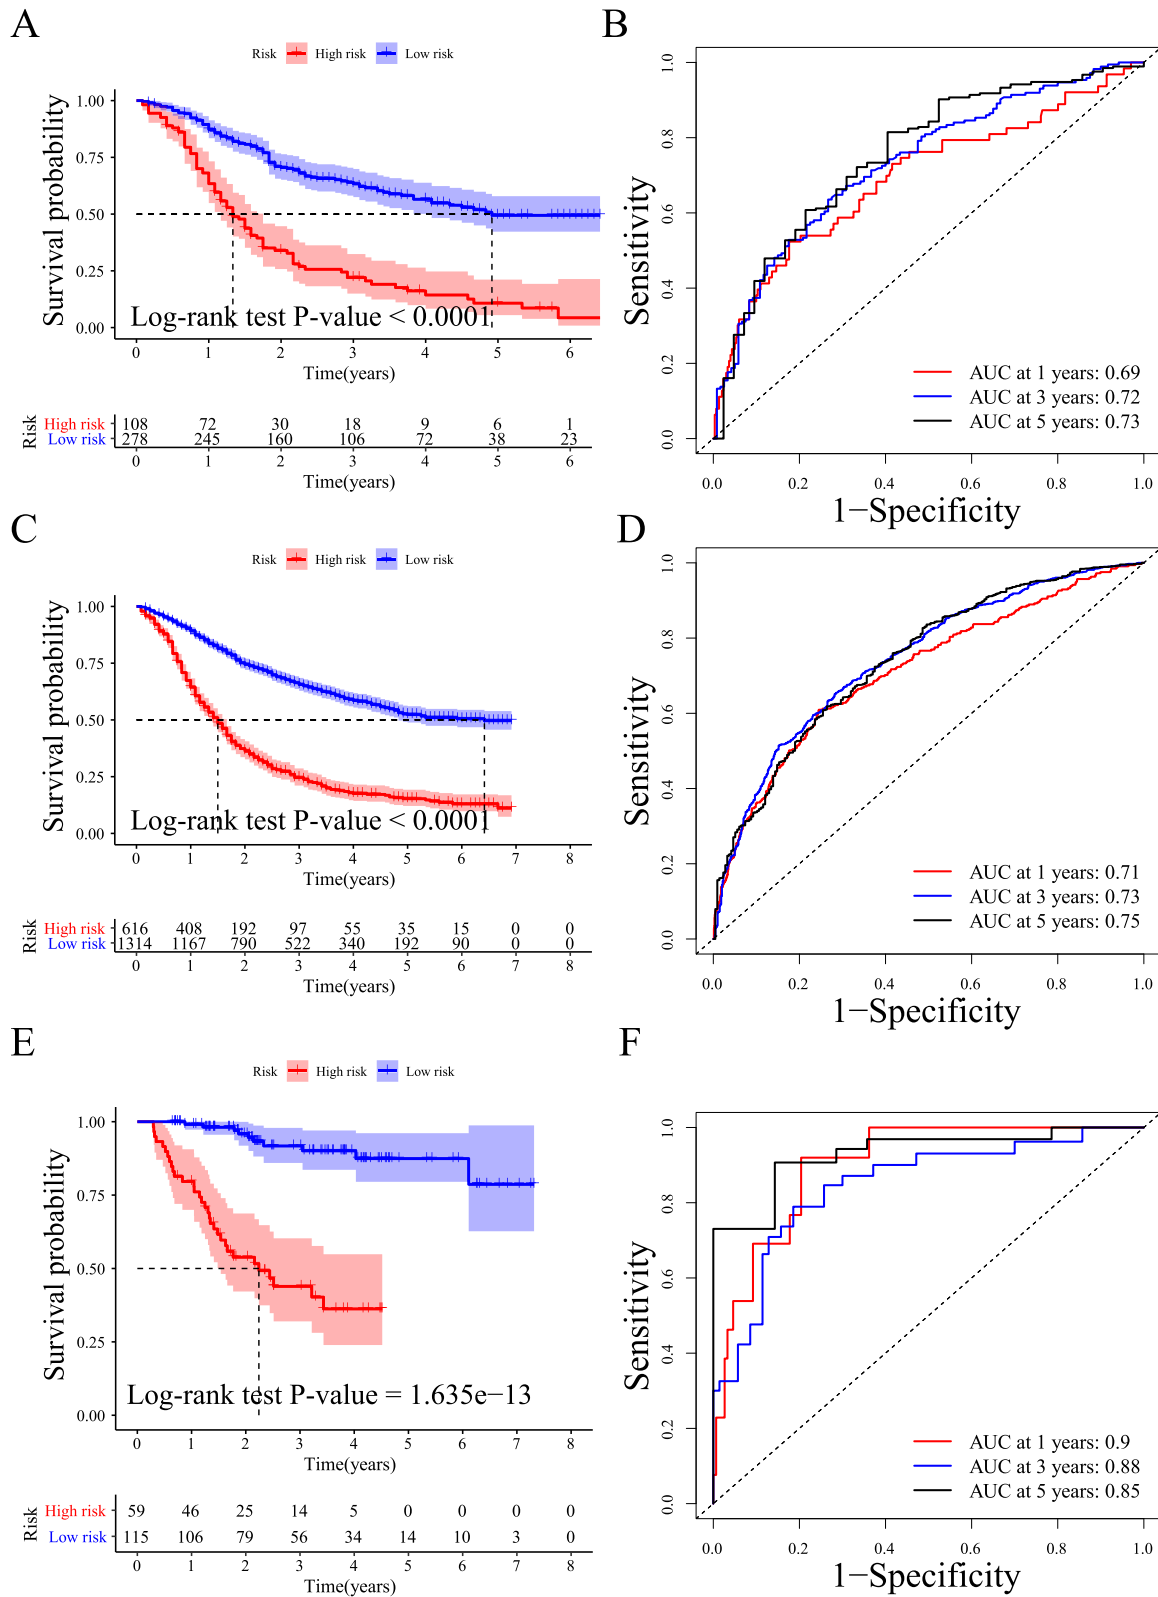 A
Risk High risk Low risk
Survival probability
1.00
0.75
0.50
0.25
0.00
Log-rank test P-value < 0.0001
0 1 2 3 4 5 6
Time(years)
Risk
High risk 108 72 30 18 9 6 1
Low risk 278 245 160 106 72 38 23
0 1 2 3 4 5 6
Time(years)
B
Sensitivity
1.0
0.8
0.6
0.4
0.2
0.0
AUC at 1 years: 0.69
AUC at 3 years: 0.72
AUC at 5 years: 0.73
0.0 0.2 0.4 0.6 0.8 1.0
1−Specificity
C
Risk High risk Low risk
Survival probability
1.00
0.75
0.50
0.25
0.00
Log-rank test P-value < 0.0001
0 1 2 3 4 5 6 7 8
Time(years)
Risk
High risk 616 408 192 97 55 35 15 0 0
Low risk 1314 1167 790 522 340 192 90 0 0
0 1 2 3 4 5 6 7 8
Time(years)
D
Sensitivity
1.0
0.8
0.6
0.4
0.2
0.0
AUC at 1 years: 0.71
AUC at 3 years: 0.73
AUC at 5 years: 0.75
0.0 0.2 0.4 0.6 0.8 1.0
1−Specificity
E
Risk High risk Low risk
Survival probability
1.00
0.75
0.50
0.25
0.00
Log-rank test P-value = 1.635e−13
0 1 2 3 4 5 6 7 8
Time(years)
Risk
High risk 59 46 25 14 5 0 0 0 0
Low risk 115 106 79 56 34 14 10 3 0
0 1 2 3 4 5 6 7 8
Time(years)
F
Sensitivity
1.0
0.8
0.6
0.4
0.2
0.0
AUC at 1 years: 0.9
AUC at 3 years: 0.88
AUC at 5 years: 0.85
0.0 0.2 0.4 0.6 0.8 1.0
1−Specificity